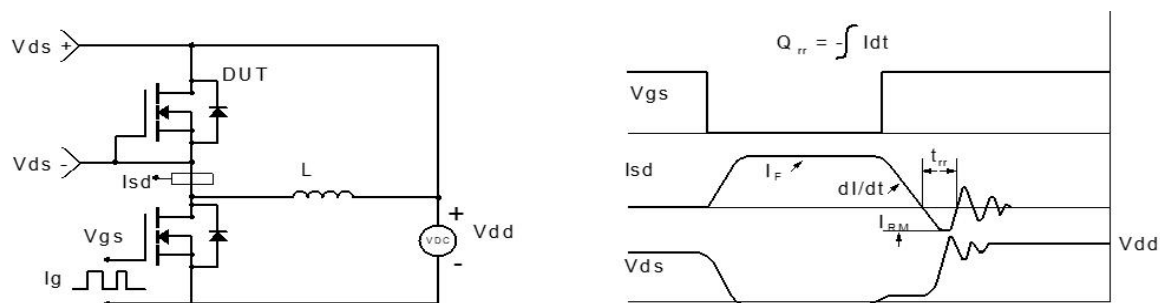 Vds +
DUT
Vds -
Isd
L
Vgs
Ig
VDC
+
-
Vdd
Q rr = -∫ Idt
Vgs
Isd
I F
dI/dt
t rr
I RM
Vds
Vdd